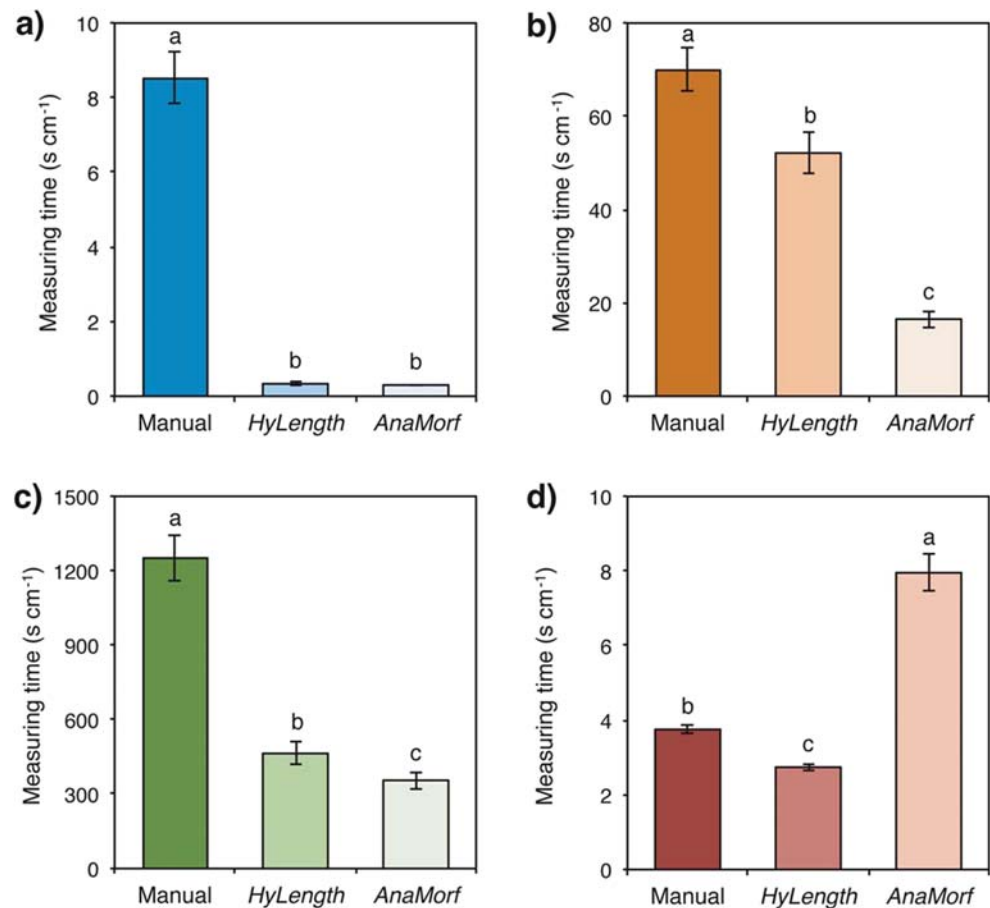 a)
Measuring time (s cm⁻¹)
10
8
6
4
2
0
a
b
b
Manual
HyLength
AnaMorf
b)
Measuring time (s cm⁻¹)
80
60
40
20
0
a
b
c
Manual
HyLength
AnaMorf
c)
Measuring time (s cm⁻¹)
1500
1200
900
600
300
0
a
b
c
Manual
HyLength
AnaMorf
d)
Measuring time (s cm⁻¹)
10
8
6
4
2
0
b
c
a
Manual
HyLength
AnaMorf